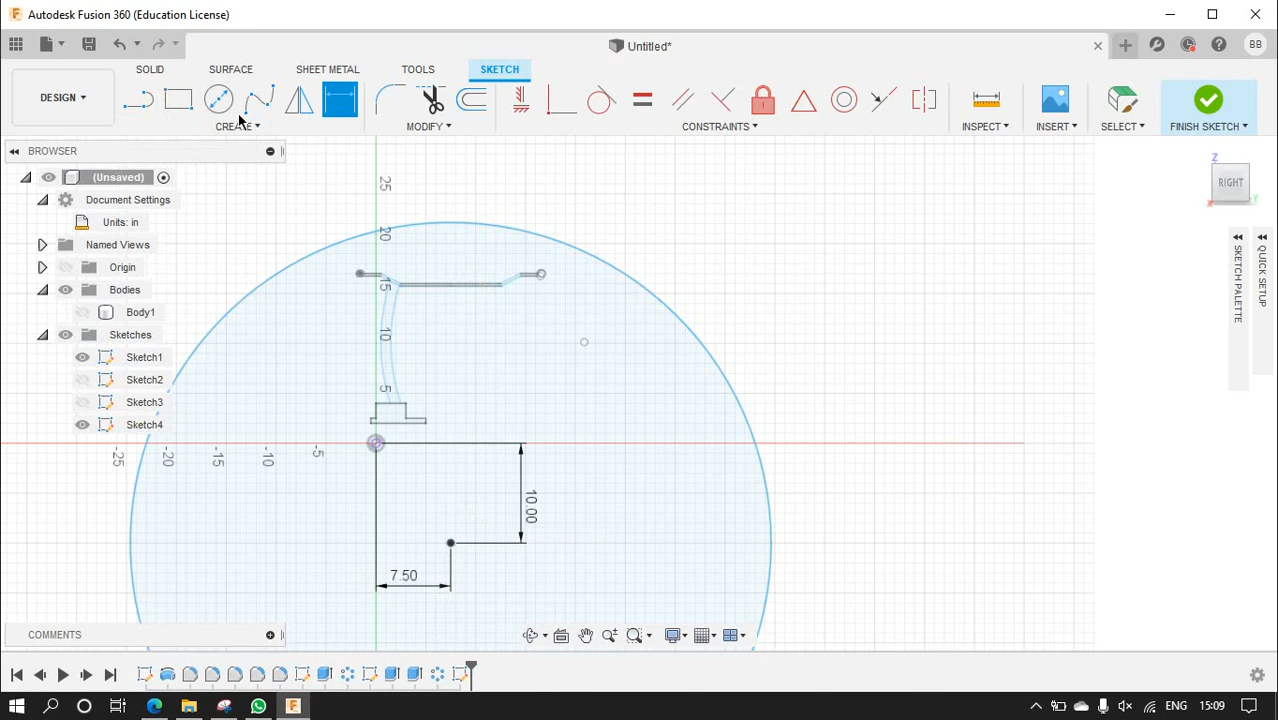 Autodesk Fusion 360 (Education License)
Untitled*
BB
DESIGN
SOLID
SURFACE
SHEET METAL
TOOLS
SKETCH
CREATE
MODIFY
CONSTRAINTS
INSPECT
INSERT
SELECT
FINISH SKETCH
BROWSER
(Unsaved)
Document Settings
Units: in
Named Views
Origin
Bodies
Body1
Sketches
Sketch1
Sketch2
Sketch3
Sketch4
25
20
15
10
5
-5
-10
-15
-20
-25
10.00
7.50
Z
RIGHT
X
Y
SKETCH PALETTE
QUICK SETUP
COMMENTS
ENG
15:09